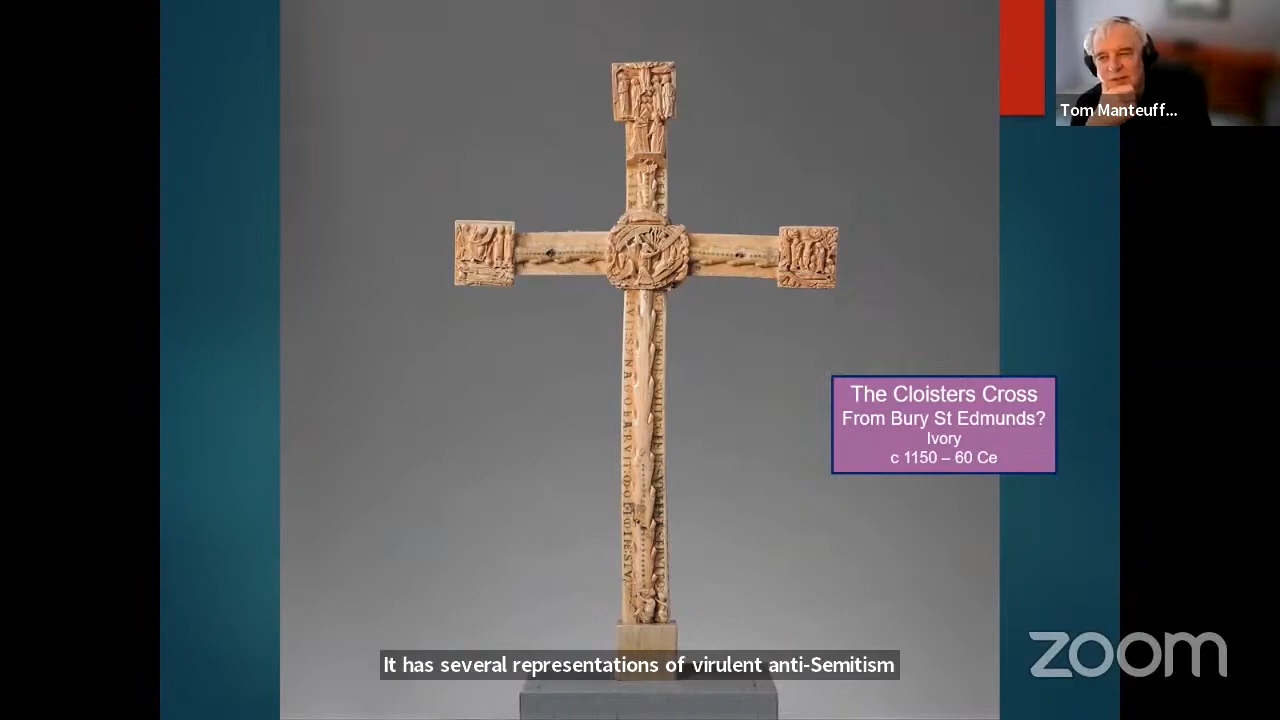 Tom Manteuff...
The Cloisters Cross
From Bury St Edmunds?
Ivory
c 1150 – 60 Ce
It has several representations of virulent anti-Semitism
zoom